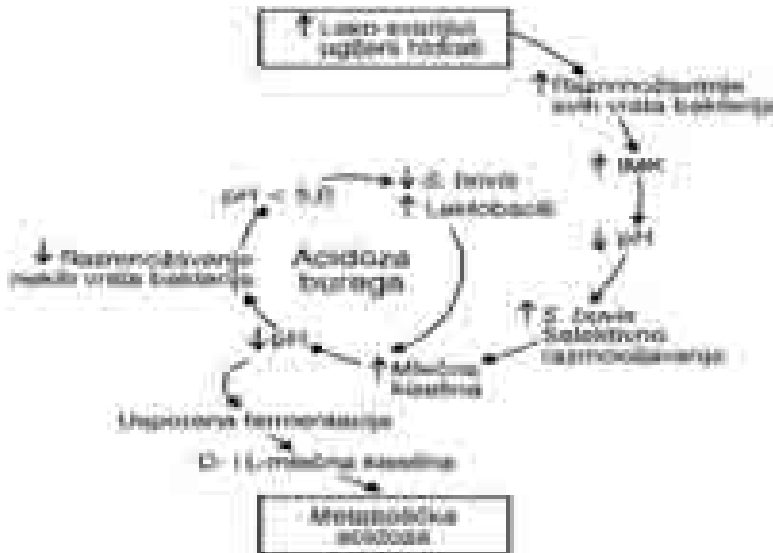 ↑ Lako svarljivi
ugljeni hidrati
↑ Razmnožavanje
svih vrsta bakterija
↑ IMK
↓ pH
↑ S. bovis
Selektivno
razmnožavanje
↑ Mlečna
kiselina
↓ pH
↓ Razmnožavanje
nekih vrsta bakterija
pH < 5,0
↓ S. bovis
↑ Laktobacili
Acidoza
buraga
Usporena fermentacija
D- i L-mlečna kiselina
Metabolička
acidoza